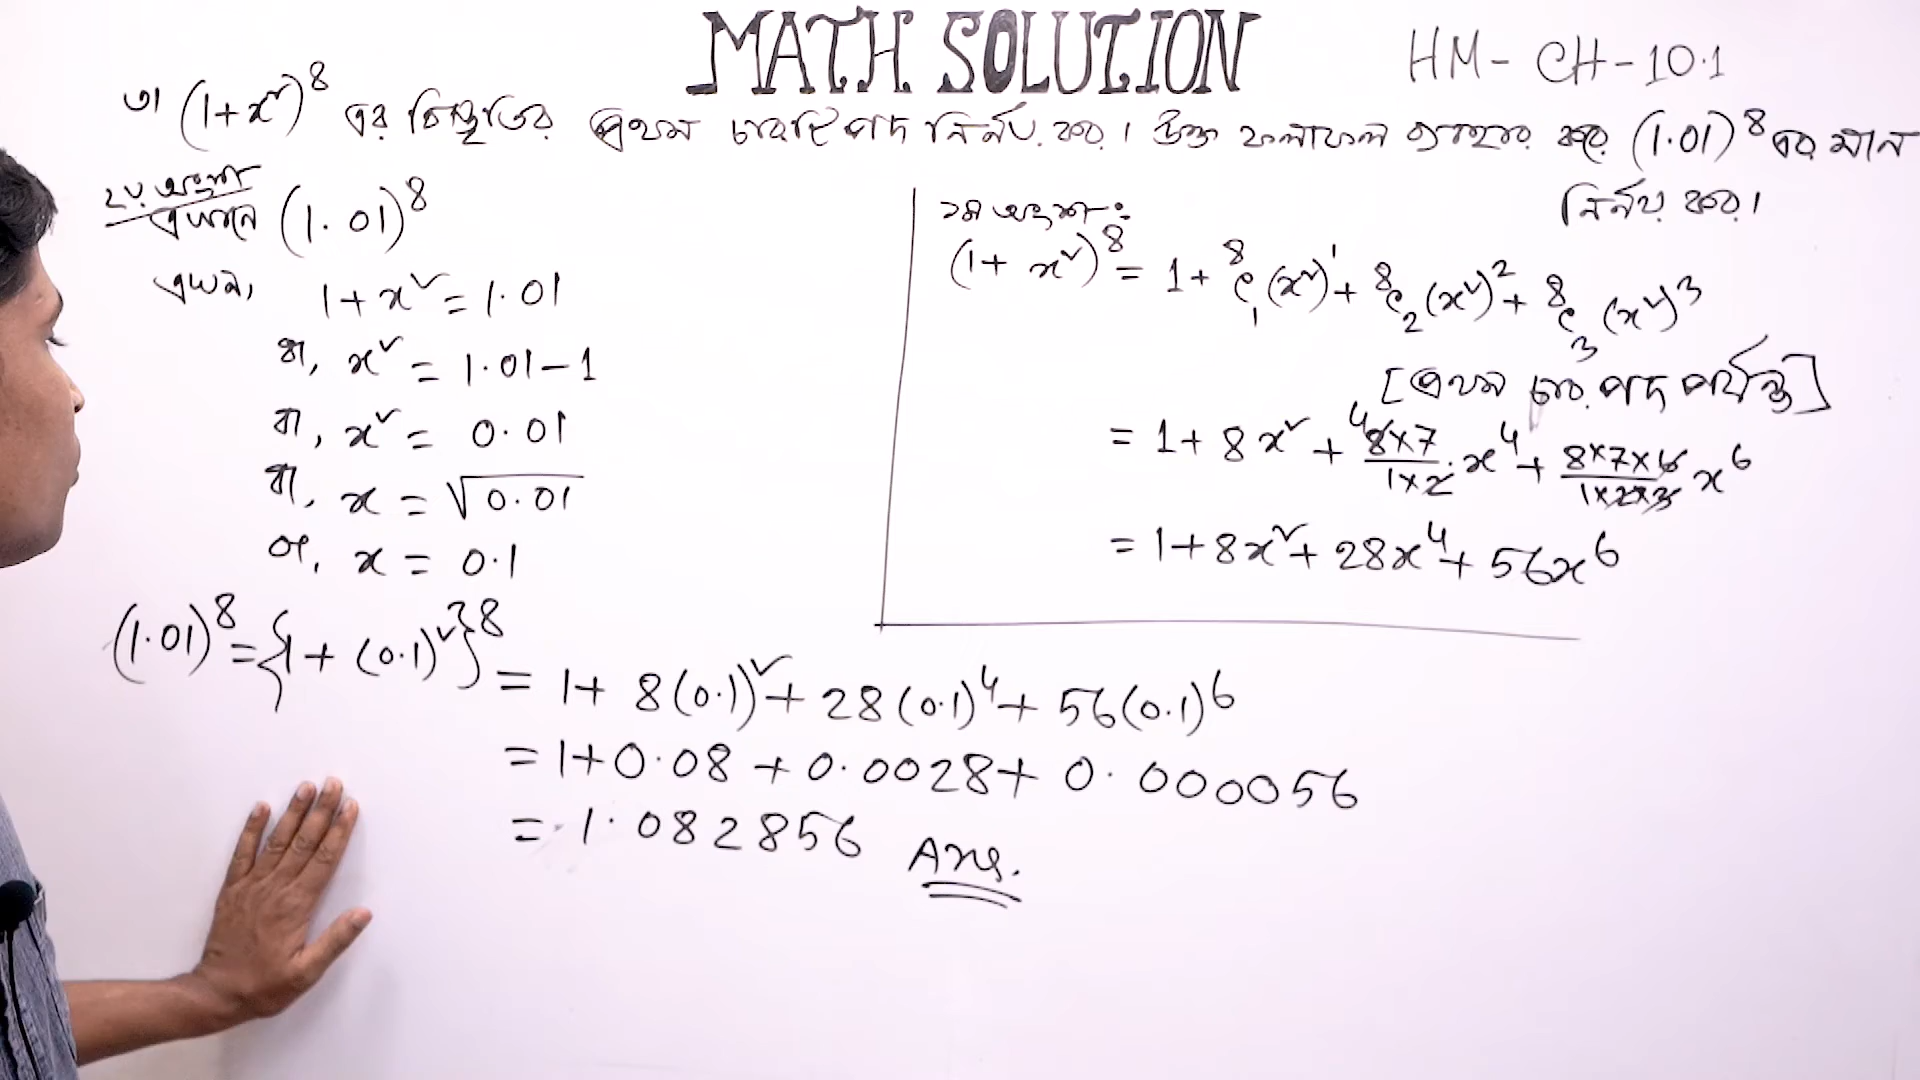 MATH SOLUTION
HM- CH-10.1
৩। (1+x²)⁸ এর বিস্তৃতির প্রথম চারটি পদ নির্ণয় কর। উক্ত ফলাফল ব্যবহার করে (1.01)⁸ এর মান
নির্ণয় কর।
২য় অংশ
এখানে (1.01)⁸
এখন, 1+x² = 1.01
বা, x² = 1.01-1
বা, x² = 0.01
বা, x = √0.01
বা, x = 0.1
১ম অংশ:
(1+x²)⁸ = 1+ ⁸c₁(x²)¹ + ⁸c₂(x²)² + ⁸c₃(x²)³
[প্রথম চার পদ পর্যন্ত]
= 1+ 8x² + ⁴8×7/1×2 · x⁴ + 8×7×6/1×2×3 x⁶
= 1+8x²+ 28x⁴+ 56x⁶
(1.01)⁸ = {1+ (0.1)²}⁸ = 1+ 8(0.1)²+ 28(0.1)⁴+ 56(0.1)⁶
= 1+0.08 + 0.0028+ 0.000056
= 1.082856 Ans.